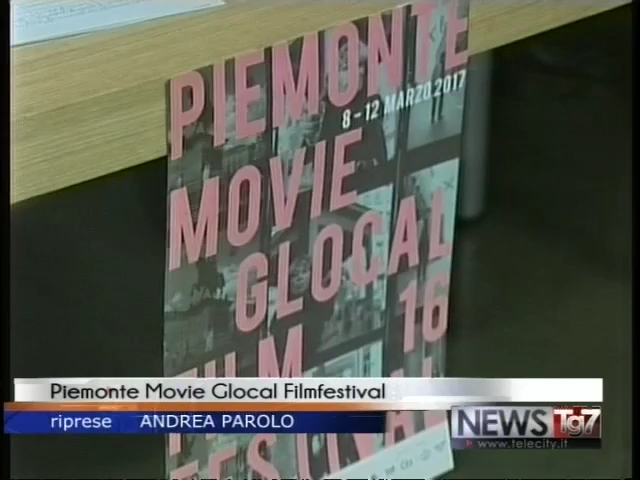 PIEMONTE
8 - 12 MARZO 2017
MOVIE
GLOCAL
FILM 16
FESTIVAL
Piemonte Movie Glocal Filmfestival
riprese ANDREA PAROLO
NEWS Tg7
www.telecity.it